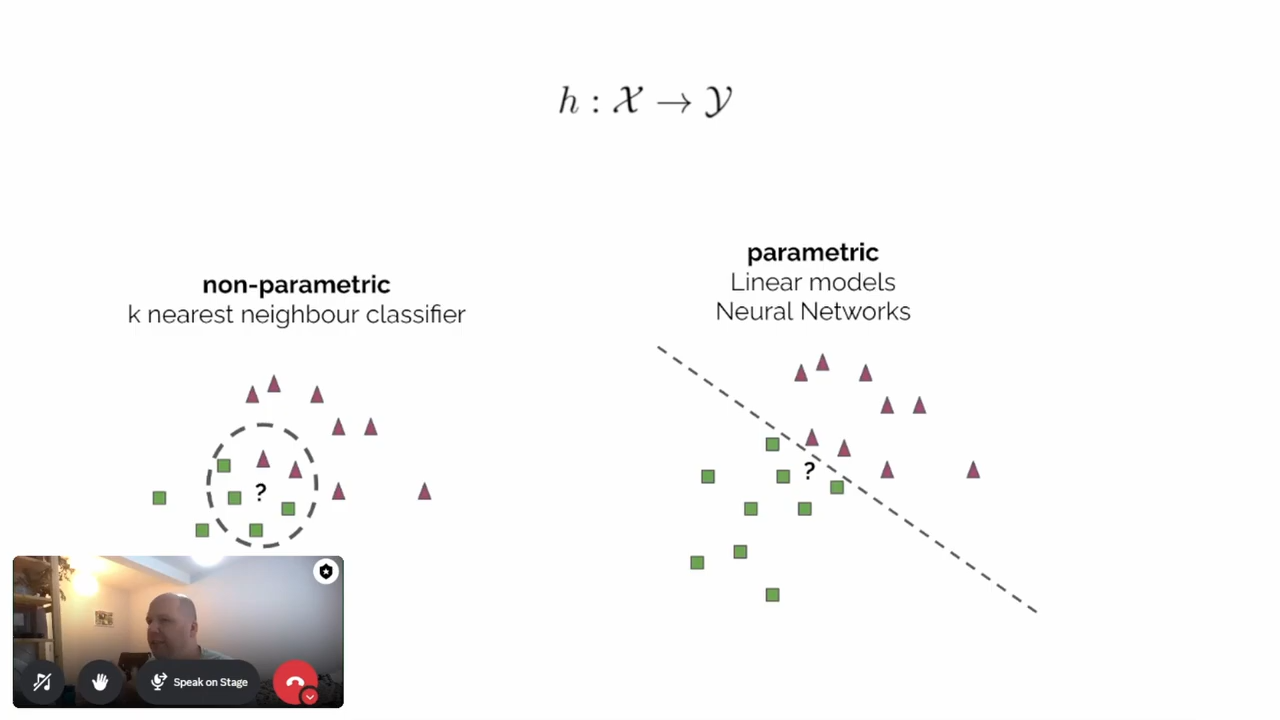 h : 𝒳 → 𝒴
non-parametric
k nearest neighbour classifier
parametric
Linear models
Neural Networks
?
?
Speak on Stage